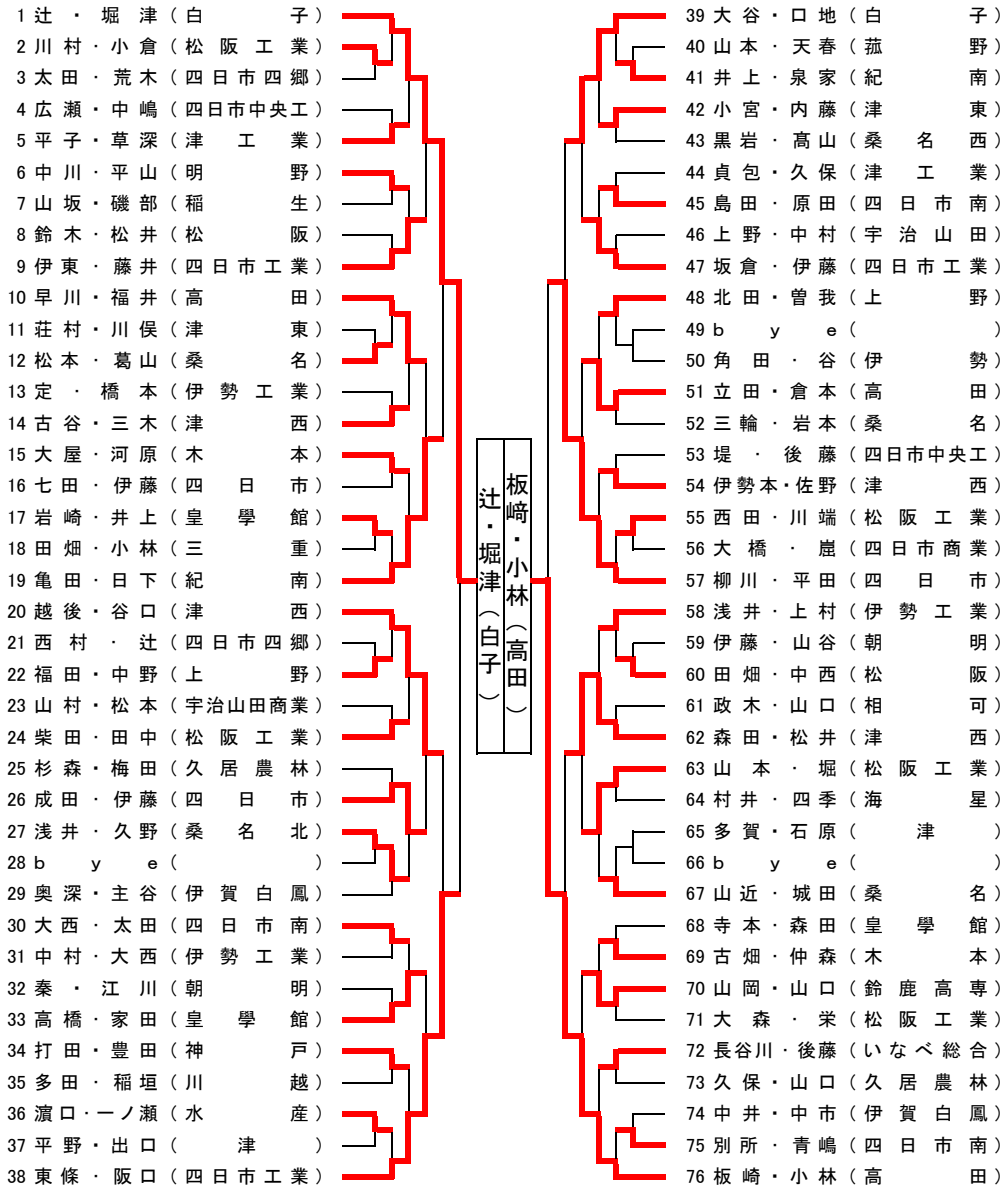 1 辻・堀津(白子)
2 川村・小倉(松阪工業)
3 太田・荒木(四日市四郷)
4 広瀬・中嶋(四日市中央工)
5 平子・草深(津工業)
6 中川・平山(明野)
7 山坂・磯部(稲生)
8 鈴木・松井(松阪)
9 伊東・藤井(四日市工業)
10 早川・福井(高田)
11 荘村・川俣(津東)
12 松本・葛山(桑名)
13 定・橋本(伊勢工業)
14 古谷・三木(津西)
15 大屋・河原(木本)
16 七田・伊藤(四日市)
17 岩崎・井上(皇學館)
18 田畑・小林(三重)
19 亀田・日下(紀南)
20 越後・谷口(津西)
21 西村・辻(四日市四郷)
22 福田・中野(上野)
23 山村・松本(宇治山田商業)
24 柴田・田中(松阪工業)
25 杉森・梅田(久居農林)
26 成田・伊藤(四日市)
27 浅井・久野(桑名北)
28 bye()
29 奥深・主谷(伊賀白鳳)
30 大西・太田(四日市南)
31 中村・大西(伊勢工業)
32 秦・江川(朝明)
33 高橋・家田(皇學館)
34 打田・豊田(神戸)
35 多田・稲垣(川越)
36 濵口・一ノ瀬(水産)
37 平野・出口(津)
38 東條・阪口(四日市工業)
辻・堀津(白子)
板﨑・小林(高田)
39 大谷・口地(白子)
40 山本・天春(菰野)
41 井上・泉家(紀南)
42 小宮・内藤(津東)
43 黒岩・髙山(桑名西)
44 貞包・久保(津工業)
45 島田・原田(四日市南)
46 上野・中村(宇治山田)
47 坂倉・伊藤(四日市工業)
48 北田・曽我(上野)
49 bye()
50 角田・谷(伊勢)
51 立田・倉本(高田)
52 三輪・岩本(桑名)
53 堤・後藤(四日市中央工)
54 伊勢本・佐野(津西)
55 西田・川端(松阪工業)
56 大橋・嵐(四日市商業)
57 柳川・平田(四日市)
58 浅井・上村(伊勢工業)
59 伊藤・山谷(朝明)
60 田畑・中西(松阪)
61 政木・山口(相可)
62 森田・松井(津西)
63 山本・堀(松阪工業)
64 村井・四季(海星)
65 多賀・石原(津)
66 bye()
67 山近・城田(桑名)
68 寺本・森田(皇學館)
69 古畑・仲森(木本)
70 山岡・山口(鈴鹿高専)
71 大森・栄(松阪工業)
72 長谷川・後藤(いなべ総合)
73 久保・山口(久居農林)
74 中井・中市(伊賀白鳳)
75 別所・青嶋(四日市南)
76 板﨑・小林(高田)